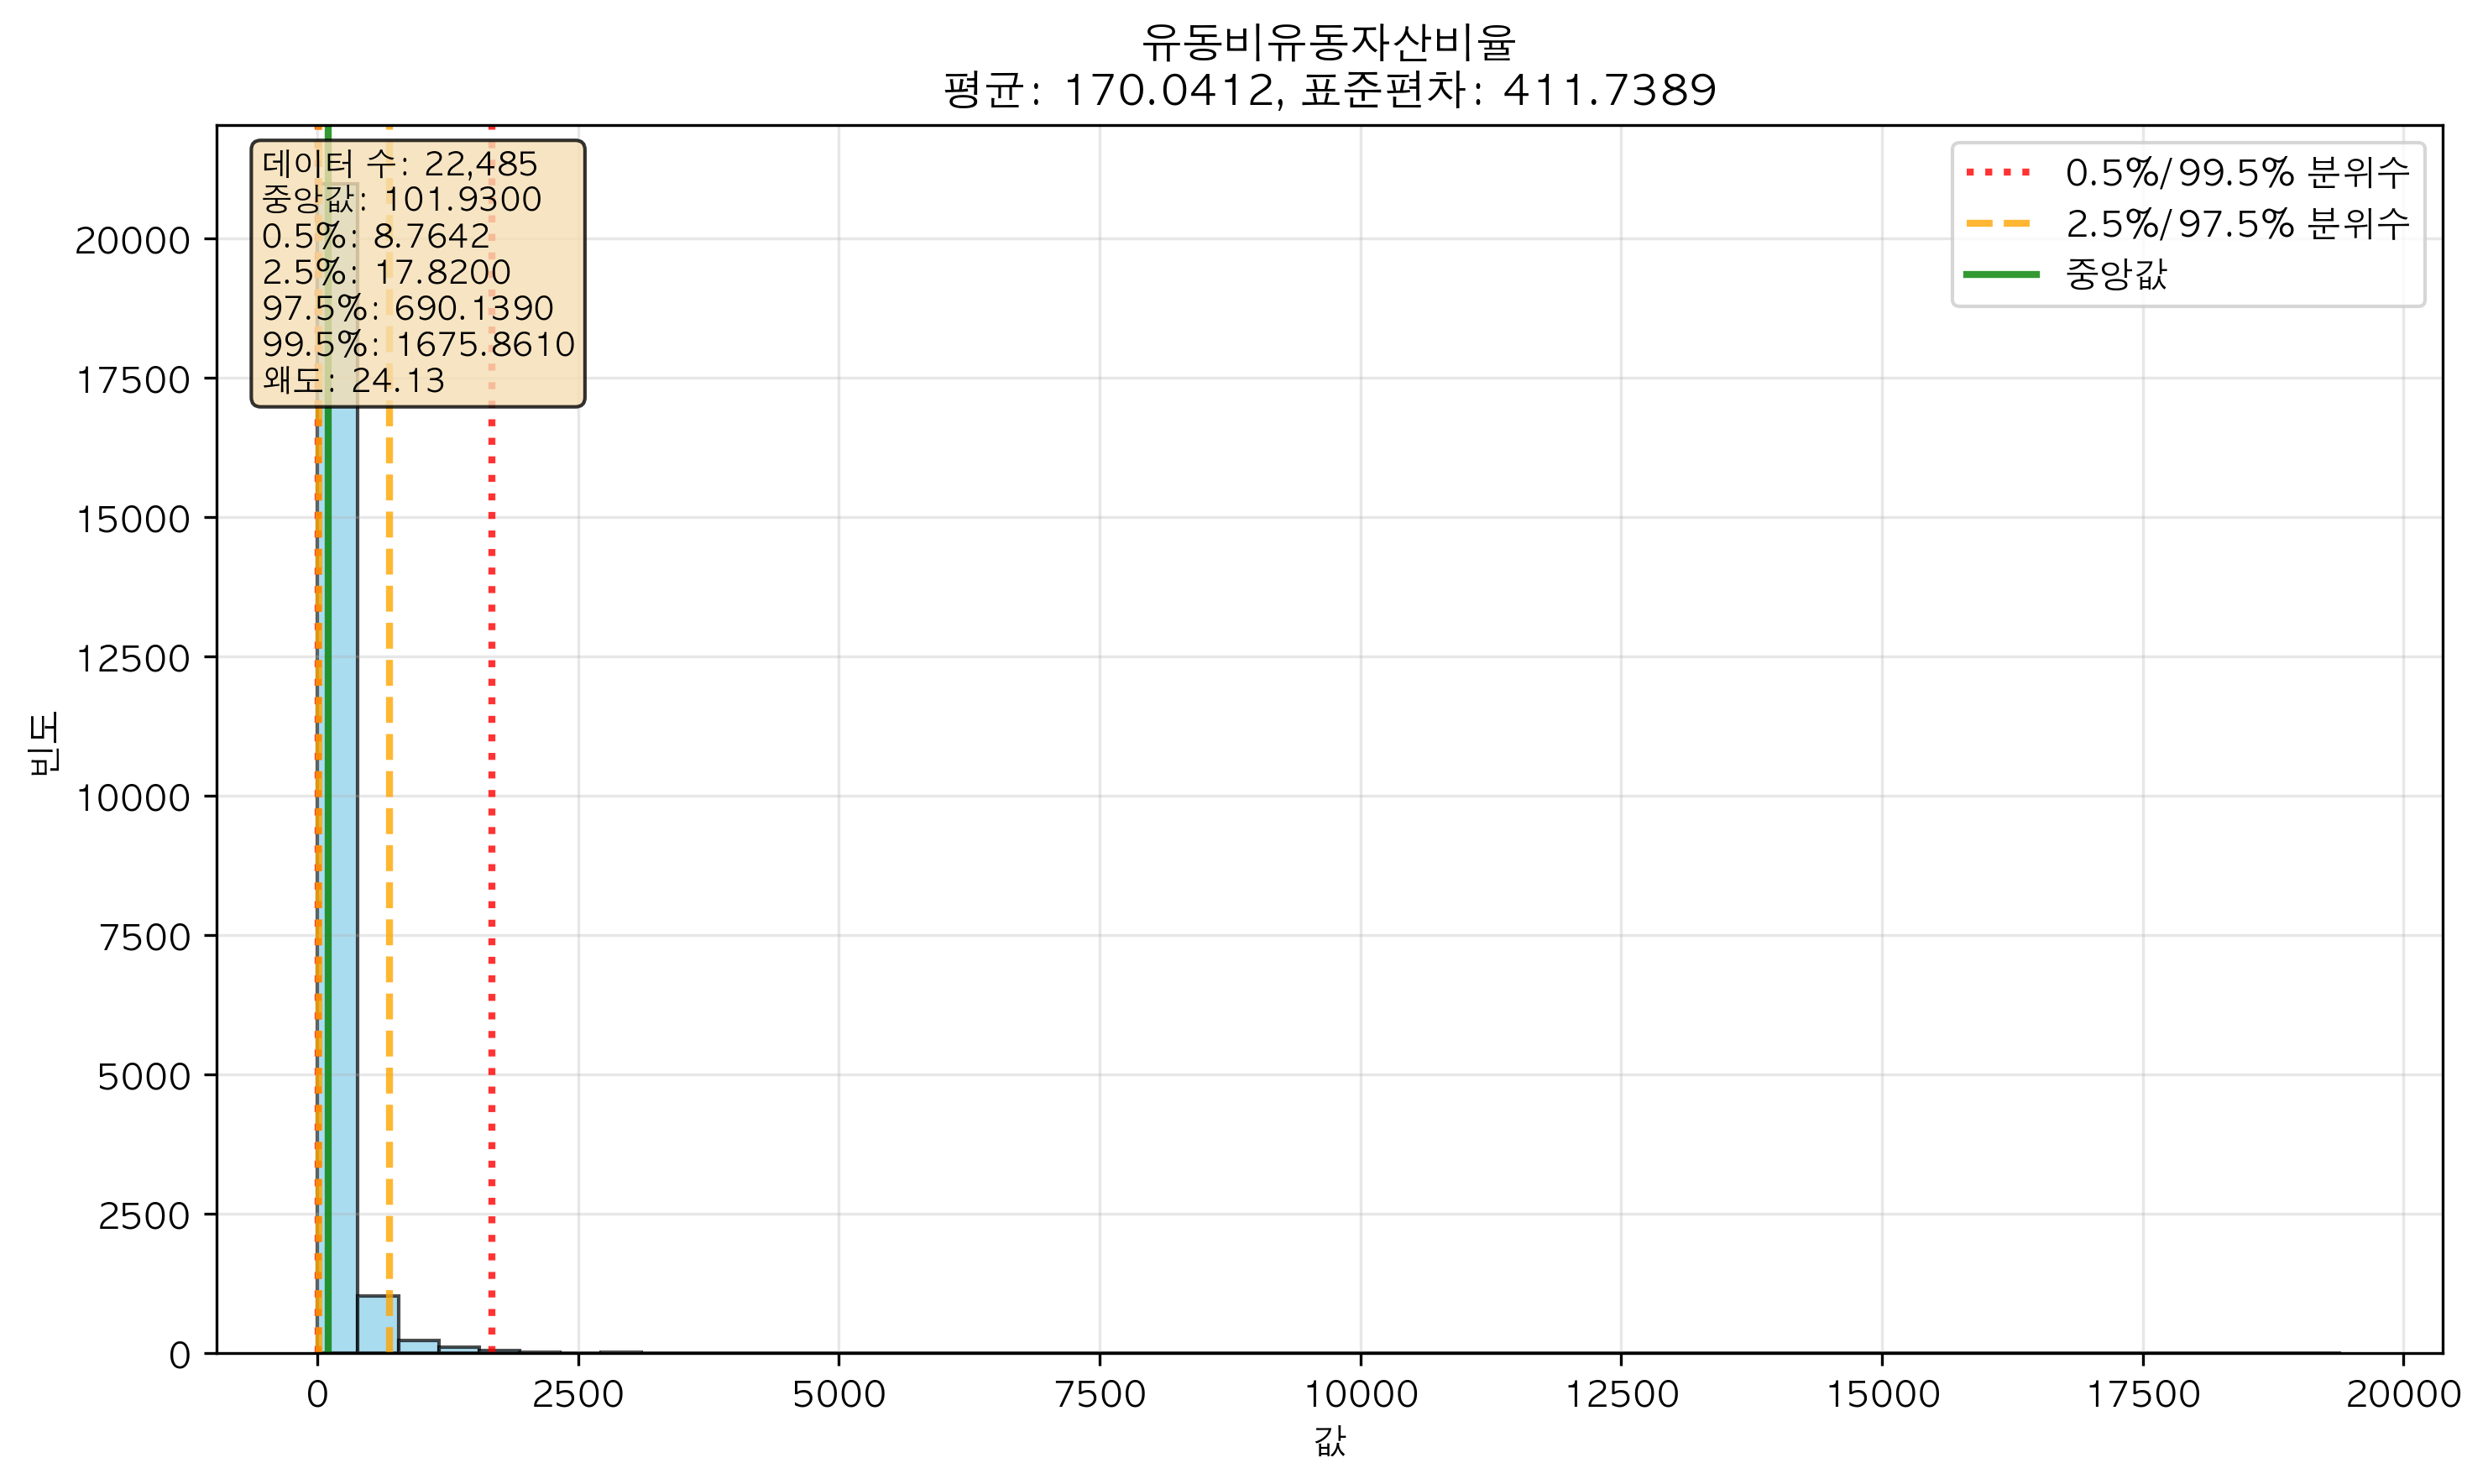 유동비유동자산비율
평균: 170.0412, 표준편차: 411.7389
데이터 수: 22,485
중앙값: 101.9300
0.5%: 8.7642
2.5%: 17.8200
97.5%: 690.1390
99.5%: 1675.8610
왜도: 24.13
0.5%/99.5% 분위수
2.5%/97.5% 분위수
중앙값
빈도
20000
17500
15000
12500
10000
7500
5000
2500
0
0 2500 5000 7500 10000 12500 15000 17500 20000
값